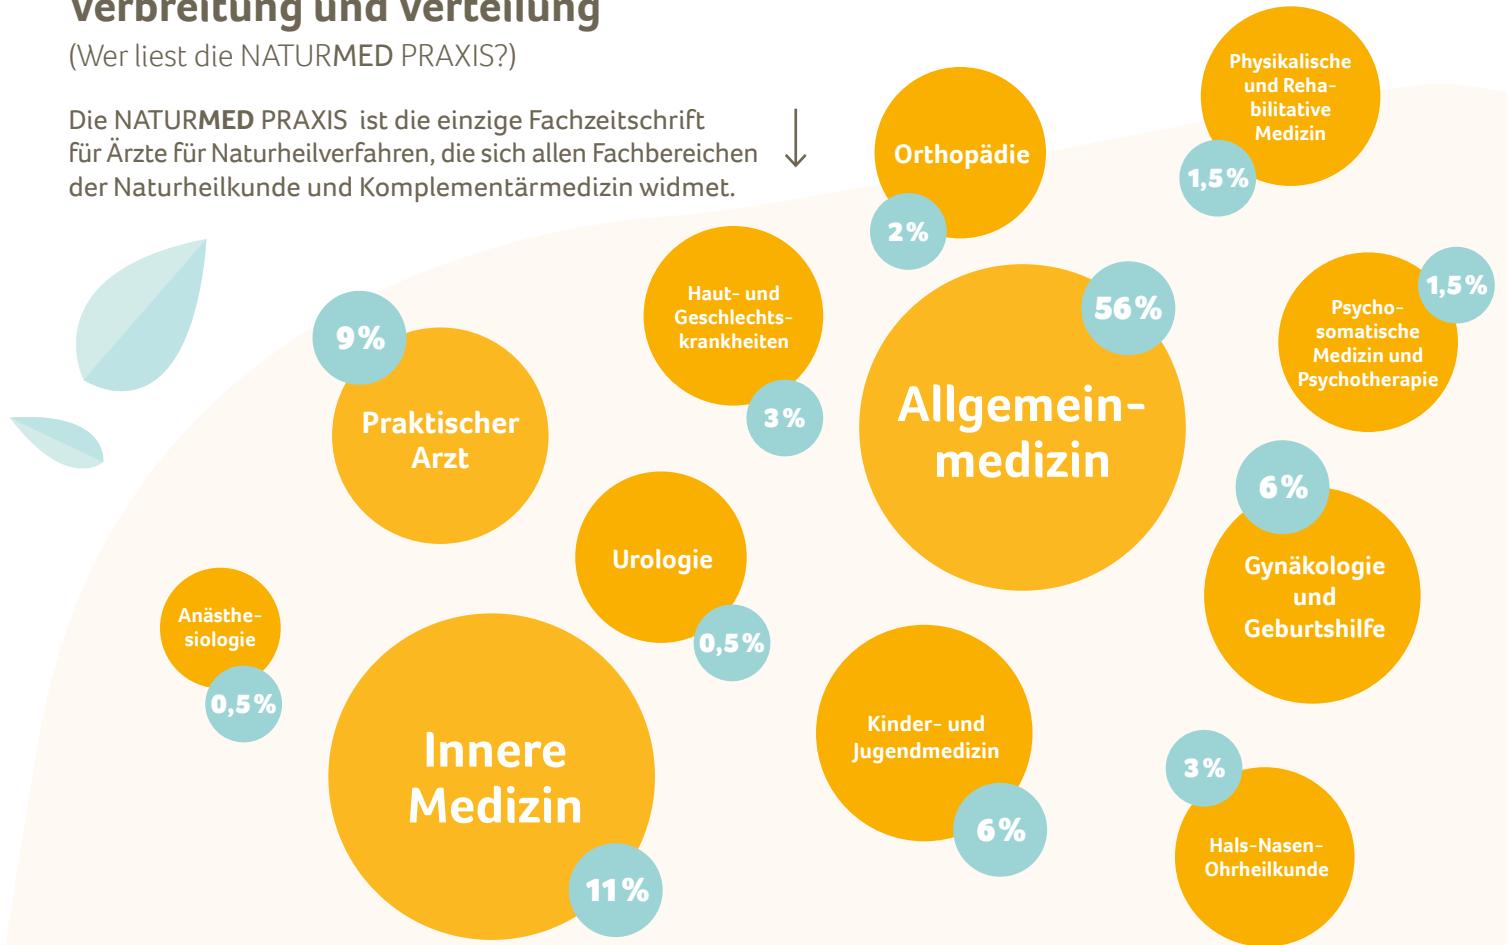 Verbreitung und Verteilung
(Wer liest die NATURMED PRAXIS?)
Die NATURMED PRAXIS ist die einzige Fachzeitschrift
für Ärzte für Naturheilverfahren, die sich allen Fachbereichen
der Naturheilkunde und Komplementärmedizin widmet.
Physikalische
und Reha-
bilitative
Medizin
1,5%
Orthopädie
2%
Haut- und
Geschlechts-
krankheiten
3%
56%
Allgemein-
medizin
1,5%
Psycho-
somatische
Medizin und
Psychotherapie
9%
Praktischer
Arzt
Urologie
0,5%
6%
Gynäkologie
und
Geburtshilfe
Anästhe-
siologie
0,5%
Innere
Medizin
11%
Kinder- und
Jugendmedizin
6%
3%
Hals-Nasen-
Ohrheilkunde